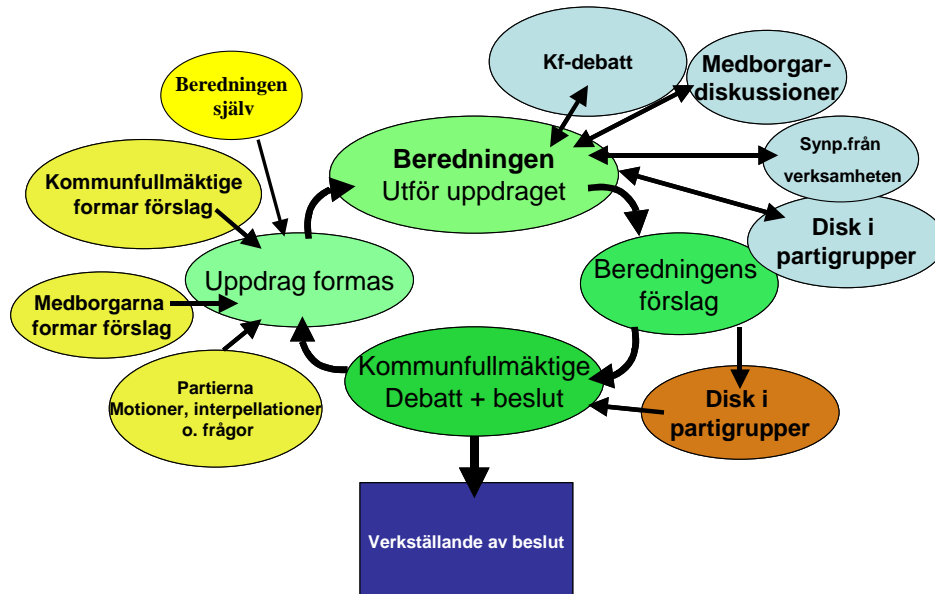 Beredningen
själv
Kf-debatt
Medborgar-
diskussioner
Kommunfullmäktige
formar förslag
Beredningen
Utför uppdraget
Synp.från
verksamheten
Disk i
partigrupper
Uppdrag formas
Beredningens
förslag
Medborgarna
formar förslag
Partierna
Motioner, interpellationer
o. frågor
Kommunfullmäktige
Debatt + beslut
Disk i
partigrupper
Verkställande av beslut